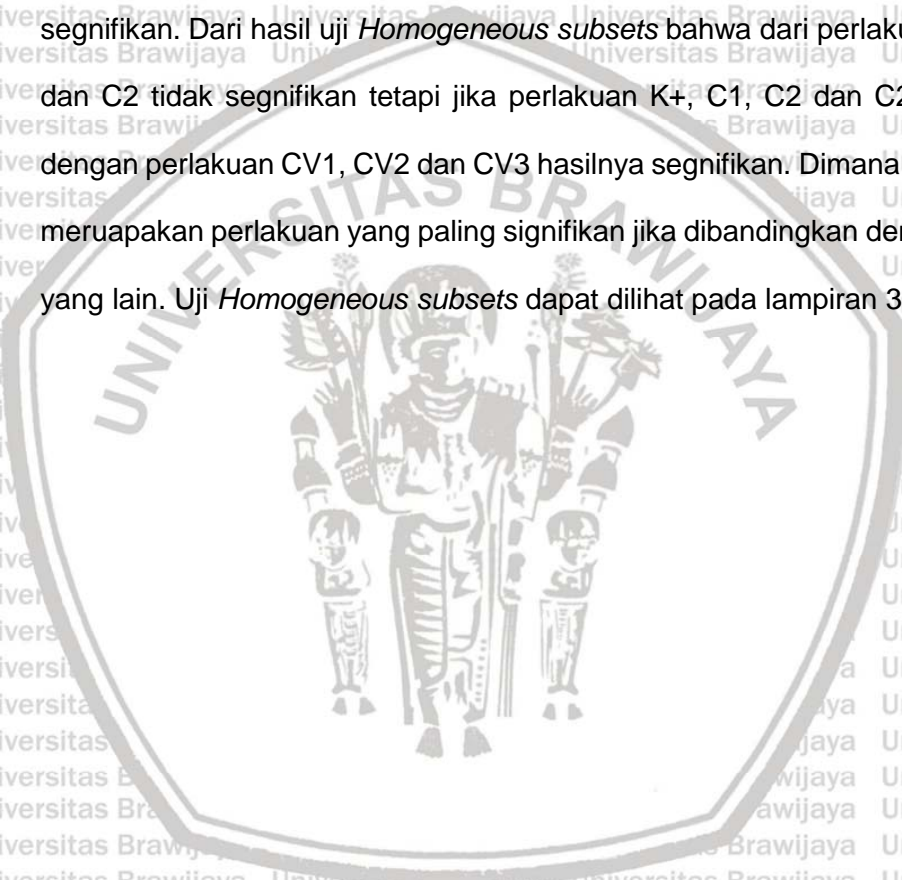 segnifikan. Dari hasil uji Homogeneous subsets bahwa dari
dan C2 tidak segnifikan tetapi jika perlakuan K+, C1, C2 dan C2
dengan perlakuan CV1, CV2 dan CV3 hasilnya segnifikan. Dimana
meruapakan perlakuan yang paling signifikan jika dibandingkan
yang lain. Uji Homogeneous subsets dapat dilihat pada lampiran 3
UNIVERSITAS BRAWIJAYA